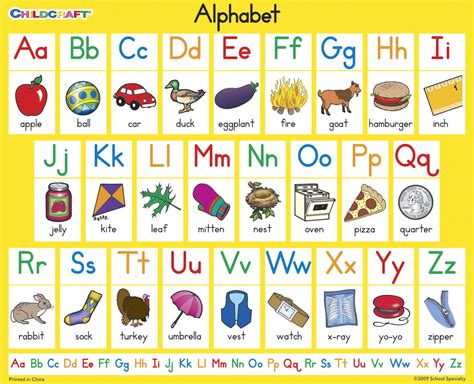 CHILDCRAFT
Alphabet
Aa Bb Cc Dd Ee Ff Gg Hh Ii
apple ball car duck eggplant fire goat hamburger inch
Jj Kk Ll Mm Nn Oo Pp Qq
jelly kite leaf mitten nest oven pizza quarter
Rr Ss Tt Uu Vv Ww Xx Yy Zz
rabbit sock turkey umbrella vest watch x-ray yo-yo zipper
Aa Bb Cc Dd Ee Ff Gg Hh Ii Jj Kk Ll Mm Nn Oo Pp Qq Rr Ss Tt Uu Vv Ww Xx Yy Zz
Printed in China ©2009 School Specialty